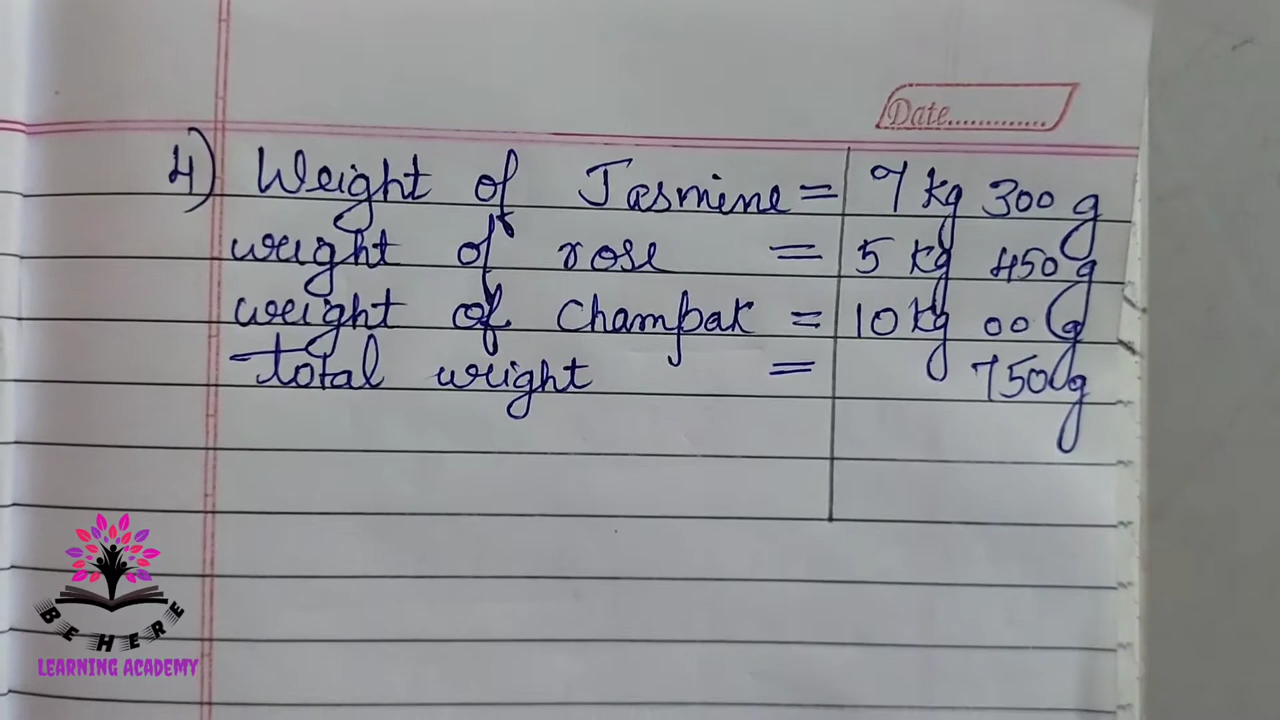 Date.............
4) Weight of Jasmine = 9 kg 300 g
weight of rose = 5 kg 450 g
weight of Champak = 10 kg 00 g
total weight = 750 g
BEHERE
LEARNING ACADEMY